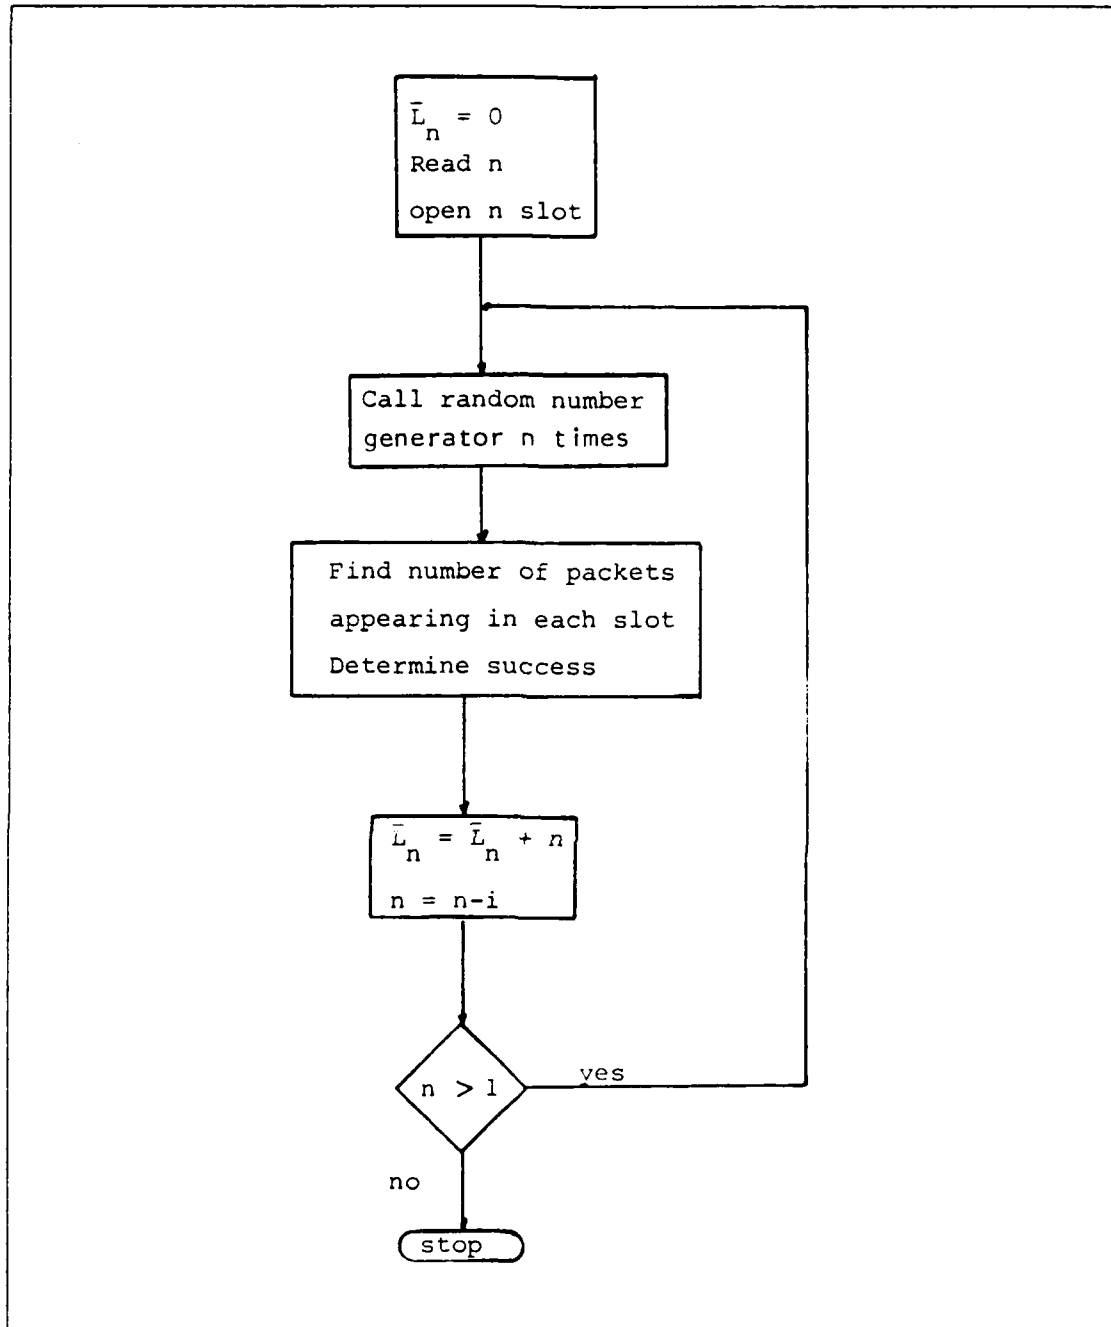 L̄n = 0
Read n
open n slot
Call random number
generator n times
Find number of packets
appearing in each slot
Determine success
L̄n = L̄n + n
n = n-i
n > 1
yes
no
stop